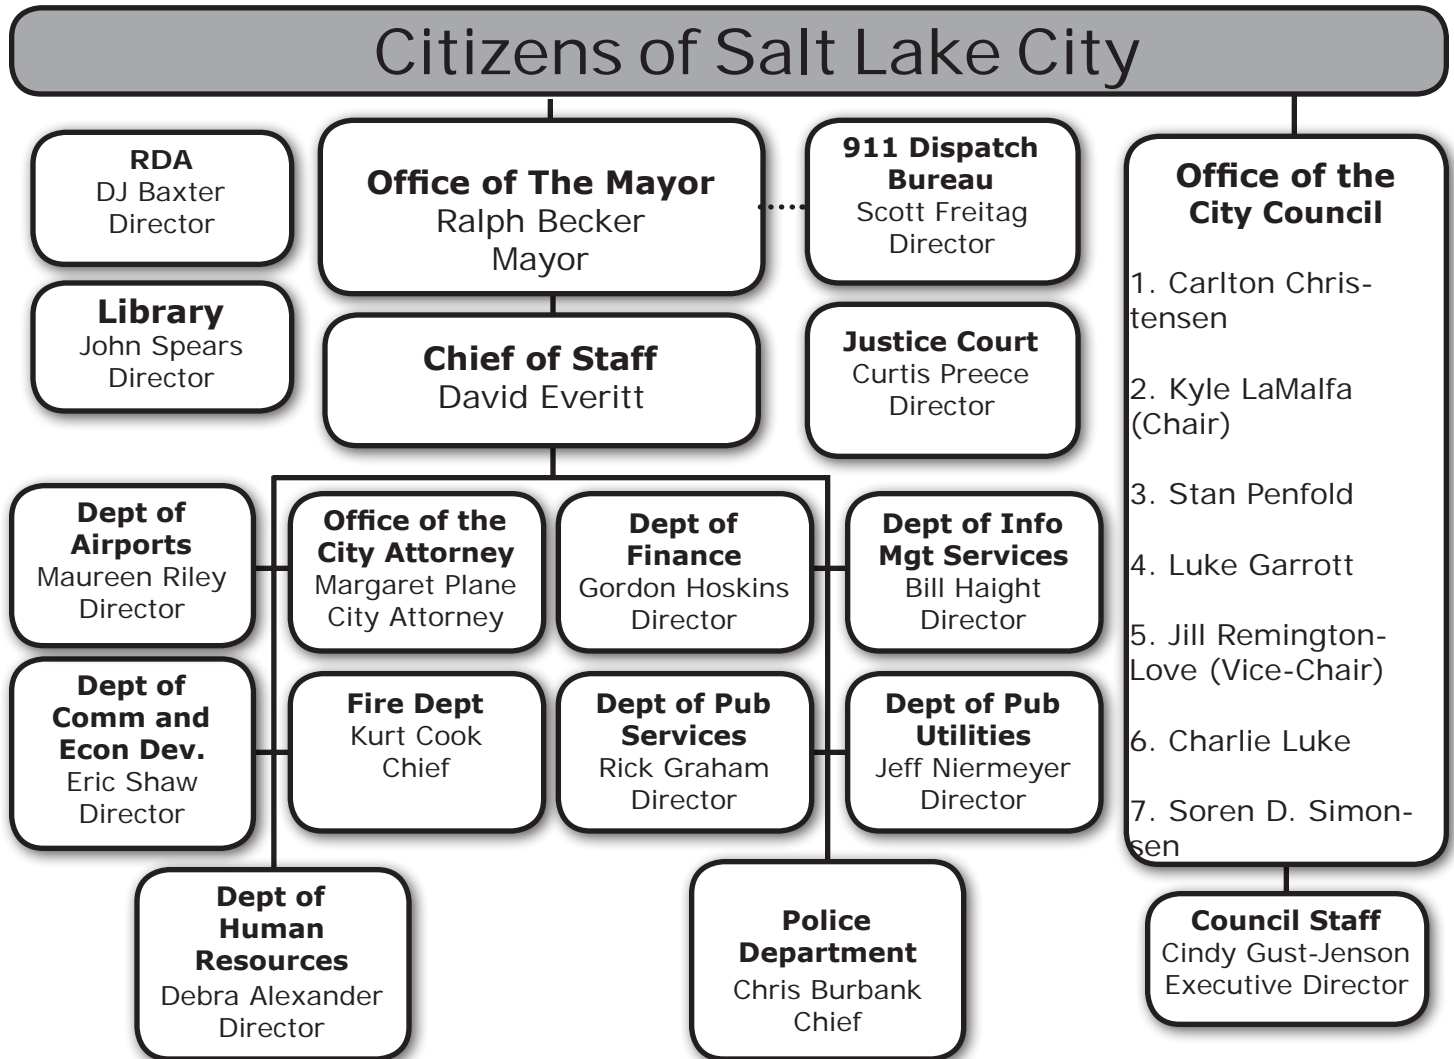 Citizens of Salt Lake City
RDA
DJ Baxter
Director
Library
John Spears
Director
Office of The Mayor
Ralph Becker
Mayor
Chief of Staff
David Everitt
911 Dispatch
Bureau
Scott Freitag
Director
Justice Court
Curtis Preece
Director
Office of the
City Council
1. Carlton Chris-
tensen
2. Kyle LaMalfa
(Chair)
3. Stan Penfold
4. Luke Garrott
5. Jill Remington-
Love (Vice-Chair)
6. Charlie Luke
7. Soren D. Simon-
sen
Dept of
Airports
Maureen Riley
Director
Office of the
City Attorney
Margaret Plane
City Attorney
Dept of
Finance
Gordon Hoskins
Director
Dept of Info
Mgt Services
Bill Haight
Director
Dept of
Comm and
Econ Dev.
Eric Shaw
Director
Fire Dept
Kurt Cook
Chief
Dept of Pub
Services
Rick Graham
Director
Dept of Pub
Utilities
Jeff Niermeyer
Director
Dept of
Human
Resources
Debra Alexander
Director
Police
Department
Chris Burbank
Chief
Council Staff
Cindy Gust-Jenson
Executive Director